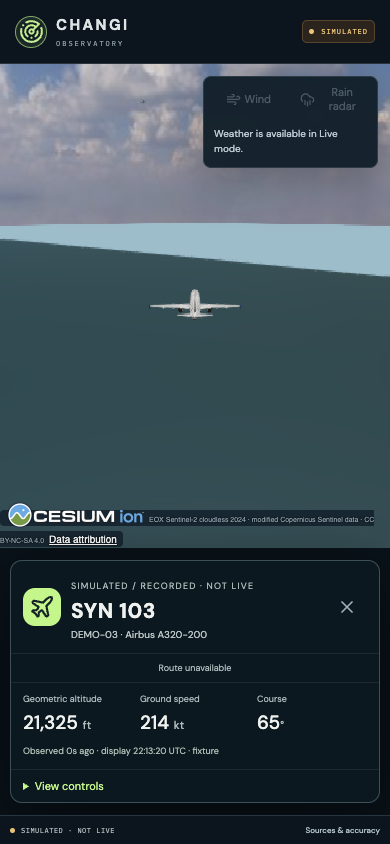 CHANGI
OBSERVATORY
SIMULATED
Wind
Rain
radar
Weather is available in Live
mode.
CESIUM ion EOX Sentinel-2 cloudless 2024 · modified Copernicus Sentinel data · CC
BY-NC-SA 4.0 Data attribution
SIMULATED / RECORDED · NOT LIVE
SYN 103
DEMO-03 · Airbus A320-200
Route unavailable
Geometric altitude Ground speed Course
21,325 ft 214 kt 65°
Observed 0s ago · display 22:13:20 UTC · fixture
View controls
SIMULATED · NOT LIVE Sources & accuracy